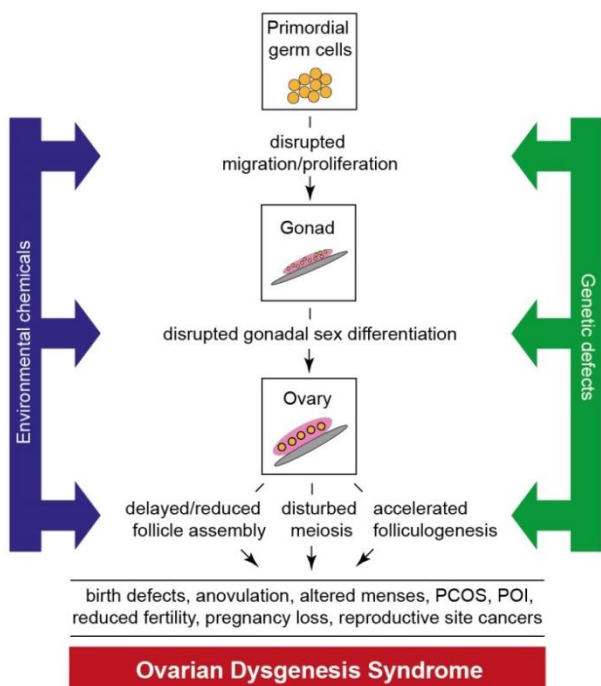 Primordial
germ cells
disrupted
migration/proliferation
Gonad
disrupted gonadal sex differentiation
Ovary
delayed/reduced
follicle assembly
disturbed
meiosis
accelerated
folliculogenesis
birth defects, anovulation, altered menses, PCOS, POI,
reduced fertility, pregnancy loss, reproductive site cancers
Ovarian Dysgenesis Syndrome
Environmental chemicals
Genetic defects